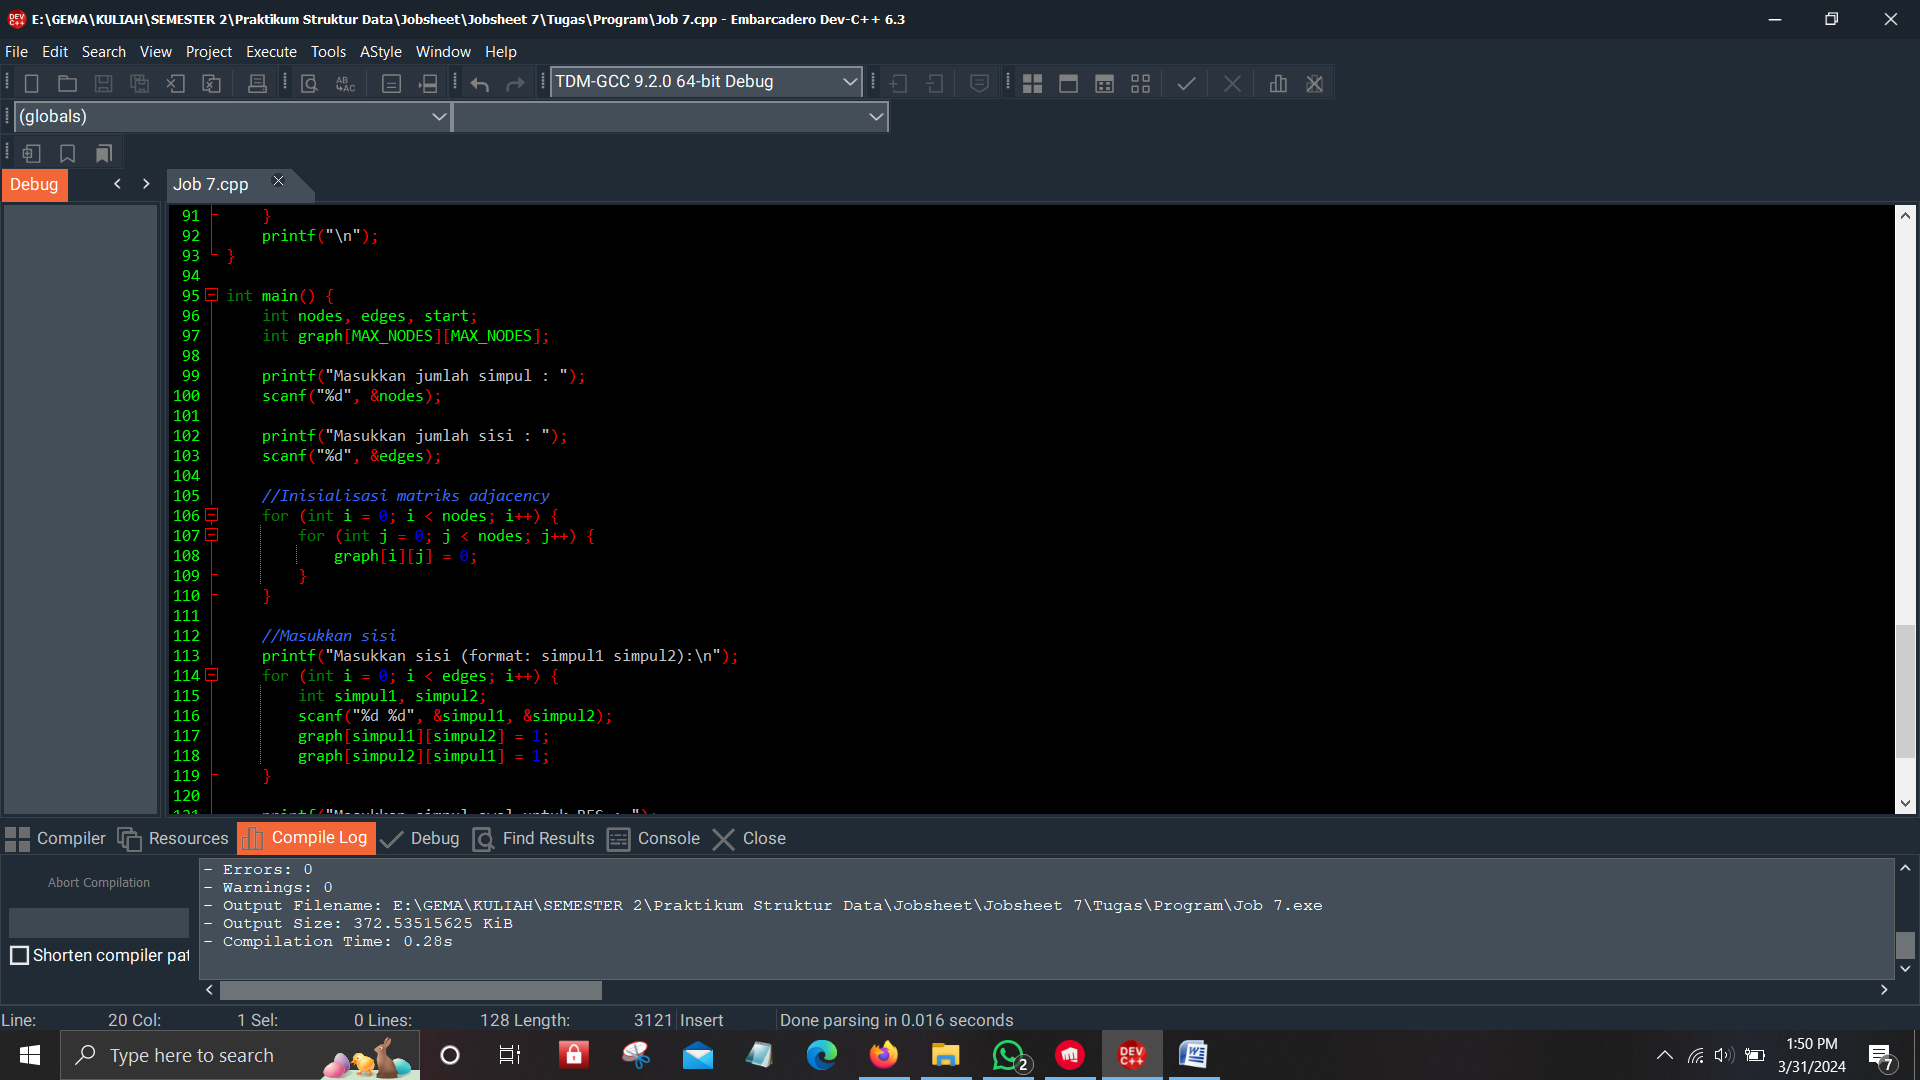 E:\GEMA\KULIAH\SEMESTER 2\Praktikum Struktur Data\Jobsheet\Jobsheet 7\Tugas\Program\Job 7.cpp - Embarcadero Dev-C++ 6.3
File Edit Search View Project Execute Tools AStyle Window Help
TDM-GCC 9.2.0 64-bit Debug
(globals)
Debug
Job 7.cpp
91 }
92 printf("\n");
93 }
94
95 int main() {
96 int nodes, edges, start;
97 int graph[MAX_NODES][MAX_NODES];
98
99 printf("Masukkan jumlah simpul : ");
100 scanf("%d", &nodes);
101
102 printf("Masukkan jumlah sisi : ");
103 scanf("%d", &edges);
104
105 //Inisialisasi matriks adjacency
106 for (int i = 0; i < nodes; i++) {
107 for (int j = 0; j < nodes; j++) {
108 graph[i][j] = 0;
109 }
110 }
111
112 //Masukkan sisi
113 printf("Masukkan sisi (format: simpul1 simpul2):\n");
114 for (int i = 0; i < edges; i++) {
115 int simpul1, simpul2;
116 scanf("%d %d", &simpul1, &simpul2);
117 graph[simpul1][simpul2] = 1;
118 graph[simpul2][simpul1] = 1;
119 }
120
Compiler Resources Compile Log Debug Find Results Console Close
Abort Compilation
Shorten compiler pat
- Errors: 0
- Warnings: 0
- Output Filename: E:\GEMA\KULIAH\SEMESTER 2\Praktikum Struktur Data\Jobsheet\Jobsheet 7\Tugas\Program\Job 7.exe
- Output Size: 372.53515625 KiB
- Compilation Time: 0.28s
Line: 20 Col: 1 Sel: 0 Lines: 128 Length: 3121 Insert Done parsing in 0.016 seconds
Type here to search
2
DEV C++
1:50 PM
3/31/2024
7